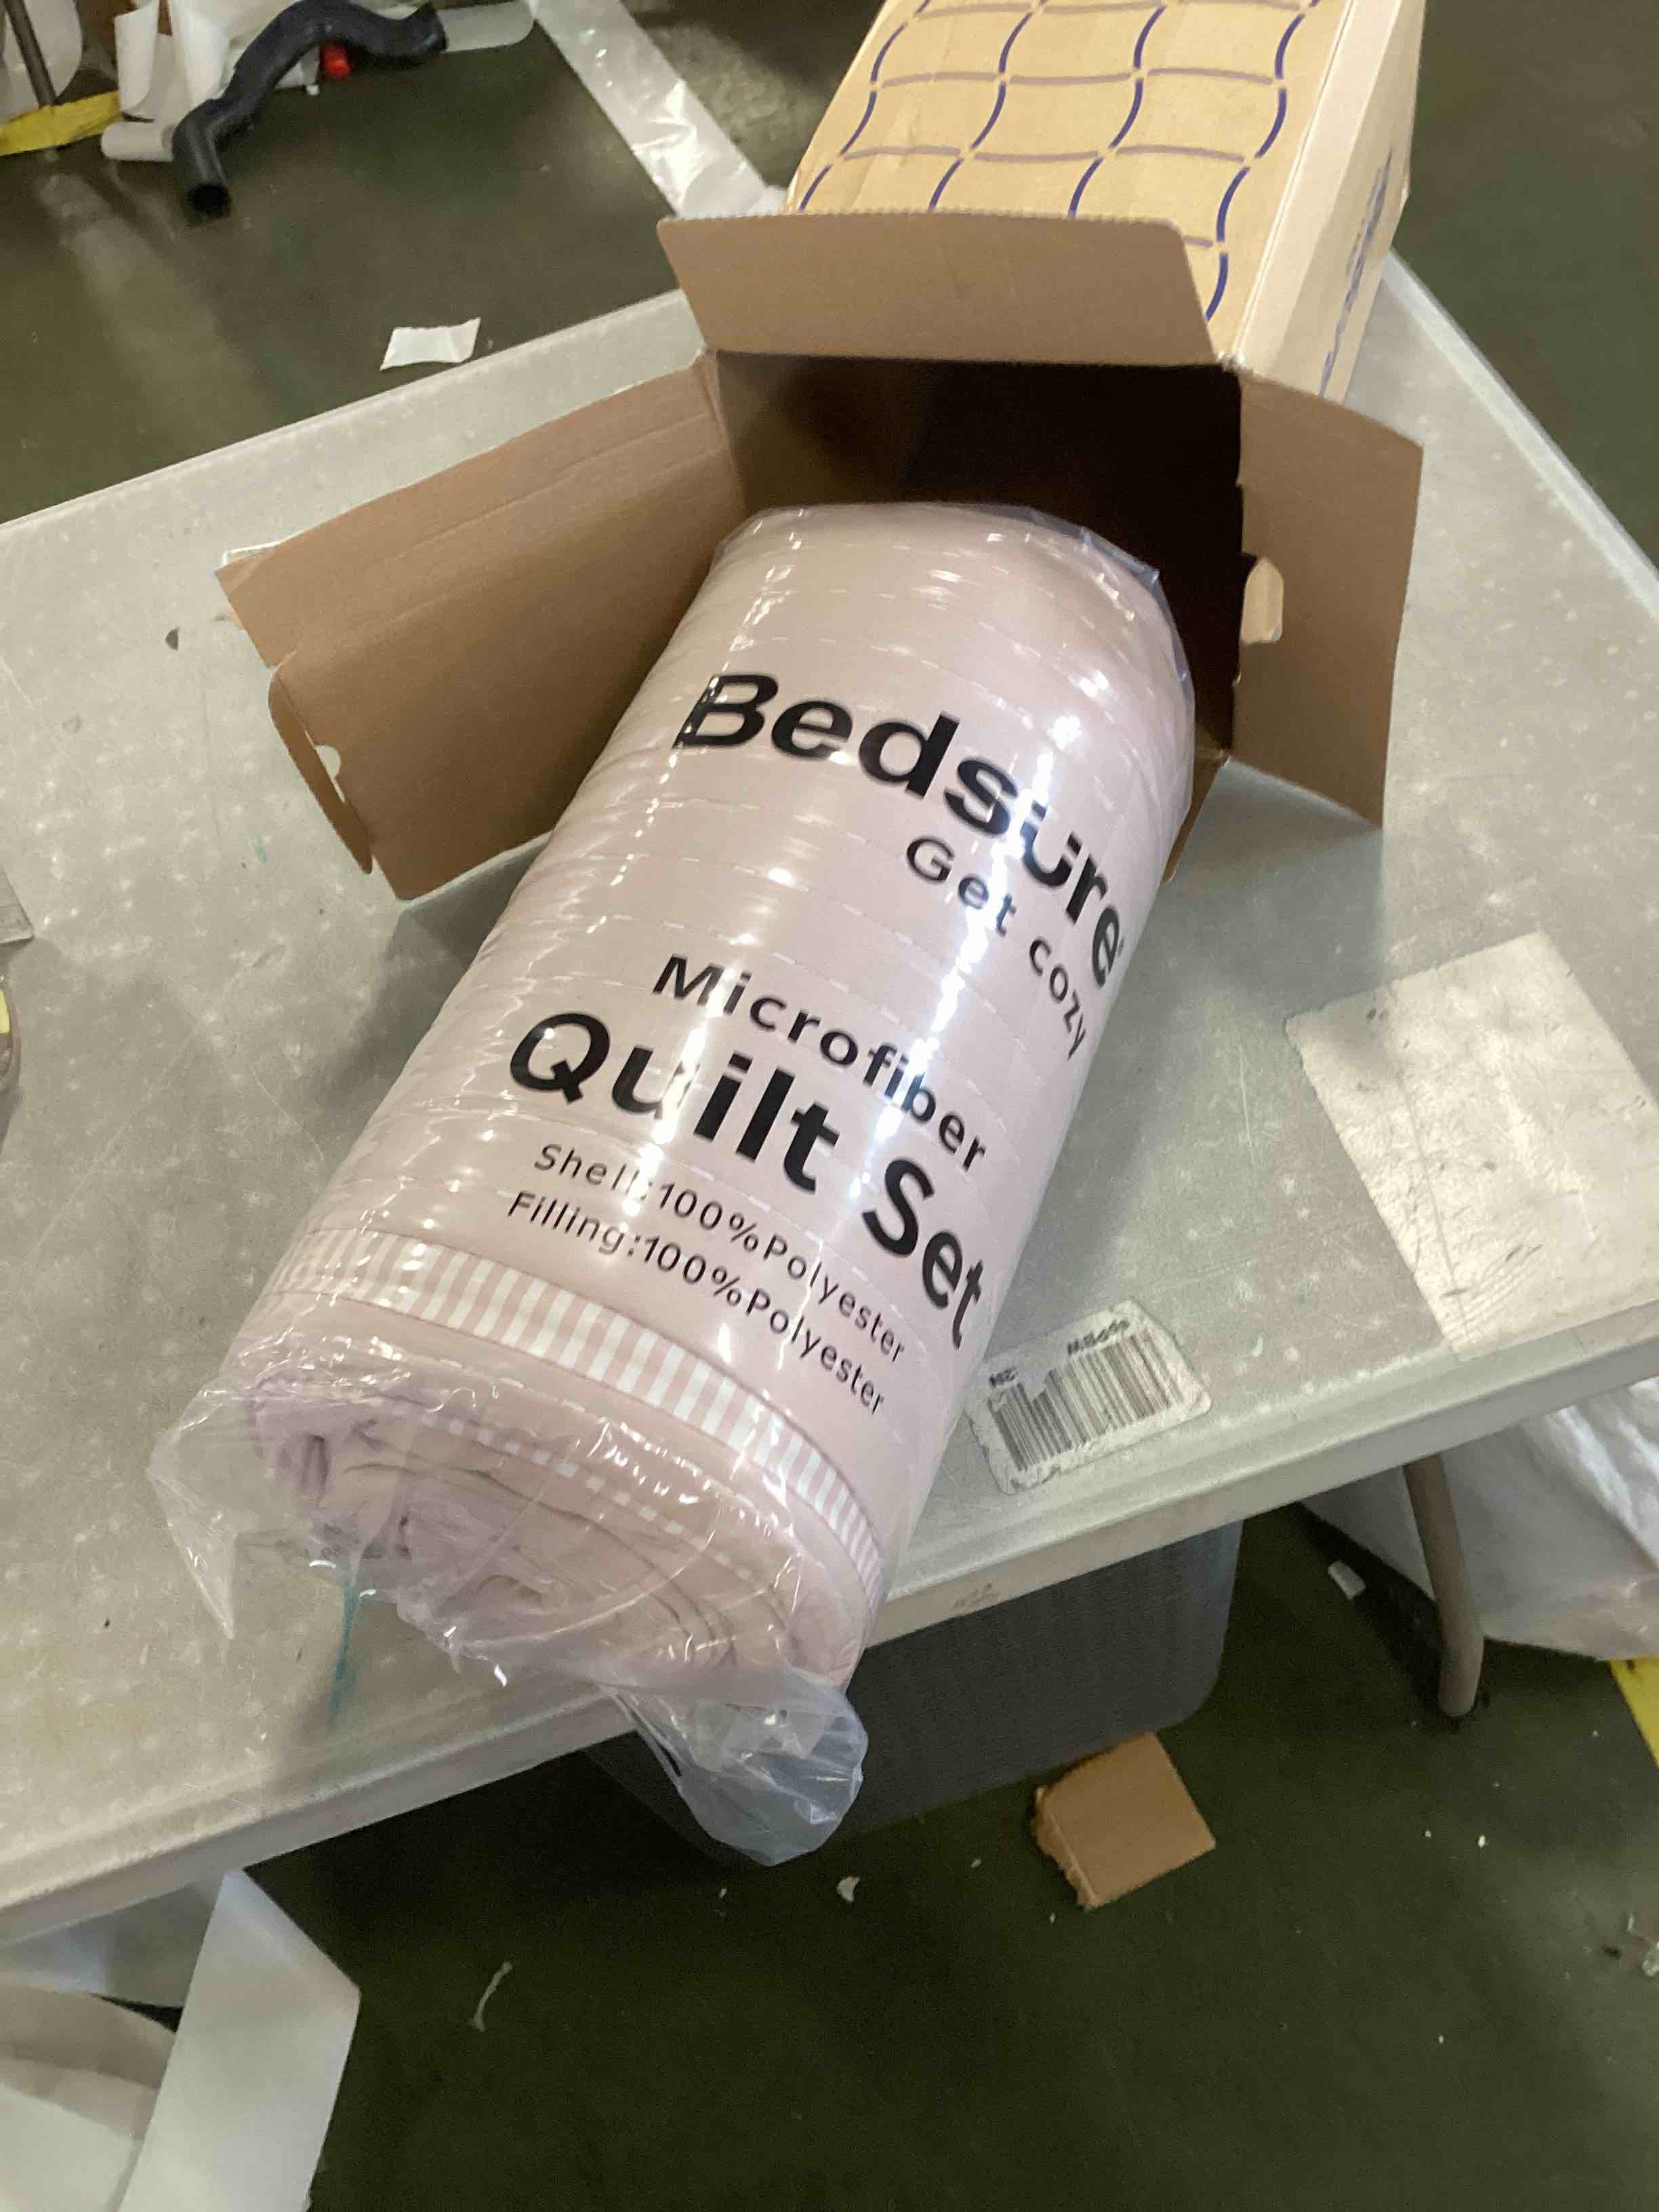 Bedsure
Get cozy
Microfiber
Quilt Set
Shell:100%Polyester
Filling:100%Polyester